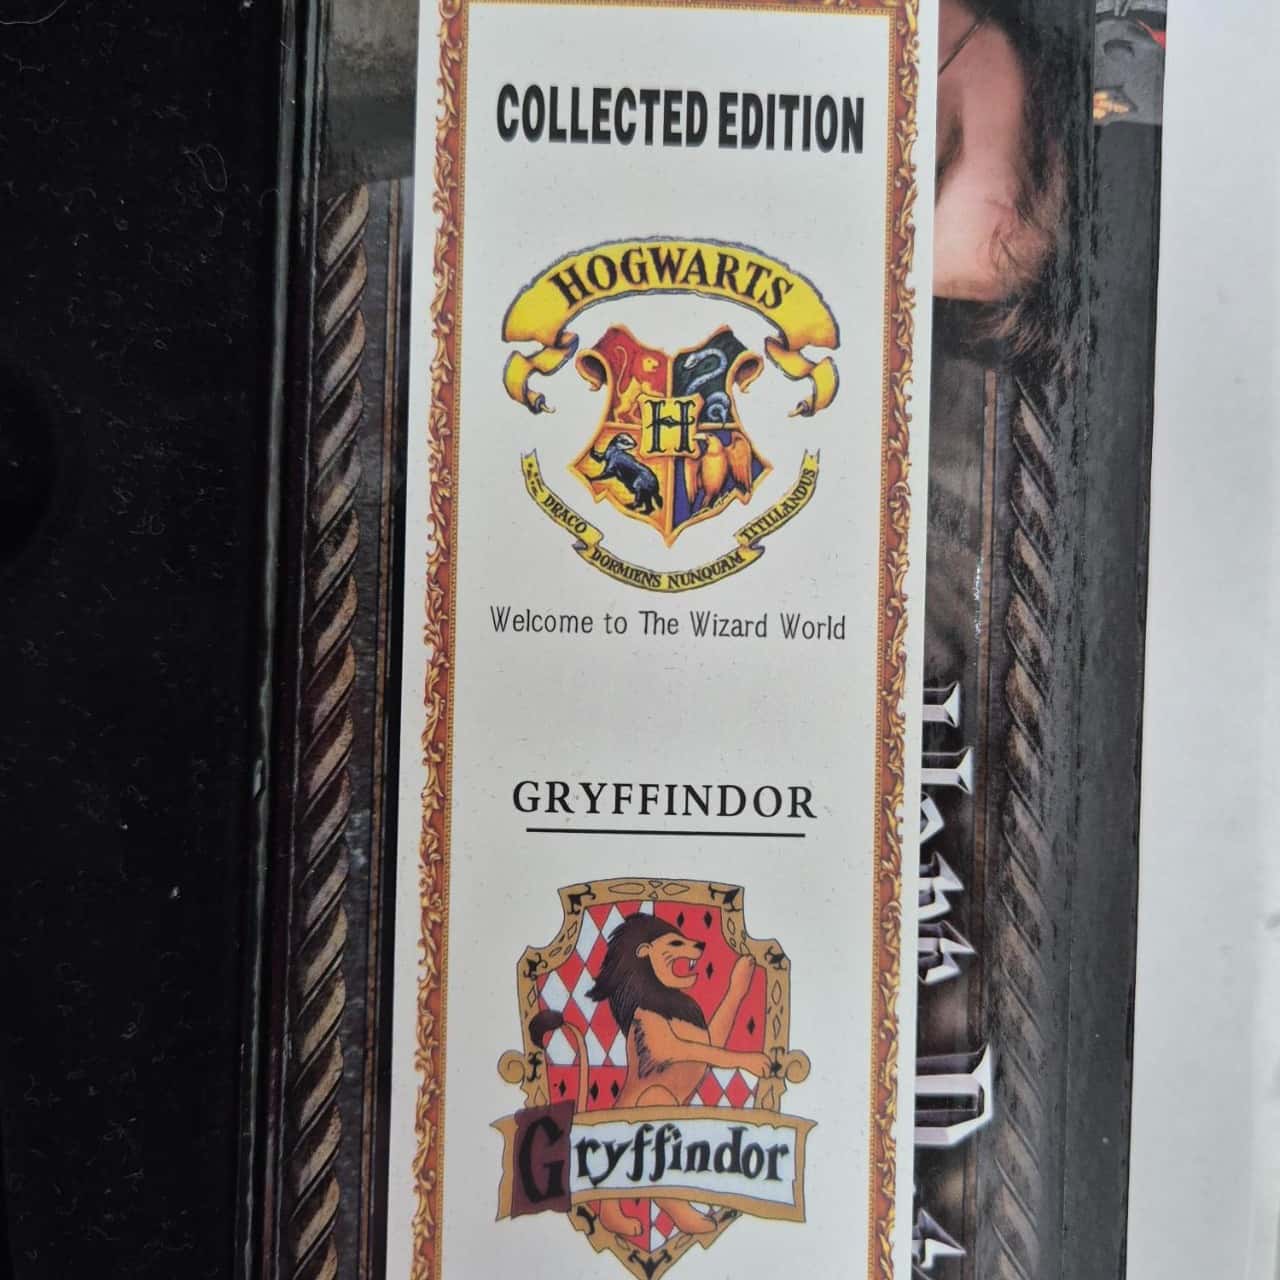 COLLECTED EDITION
HOGWARTS
H
DRACO DORMIENS NUNQUAM TITILLANDUS
Welcome to The Wizard World
GRYFFINDOR
Gryffindor